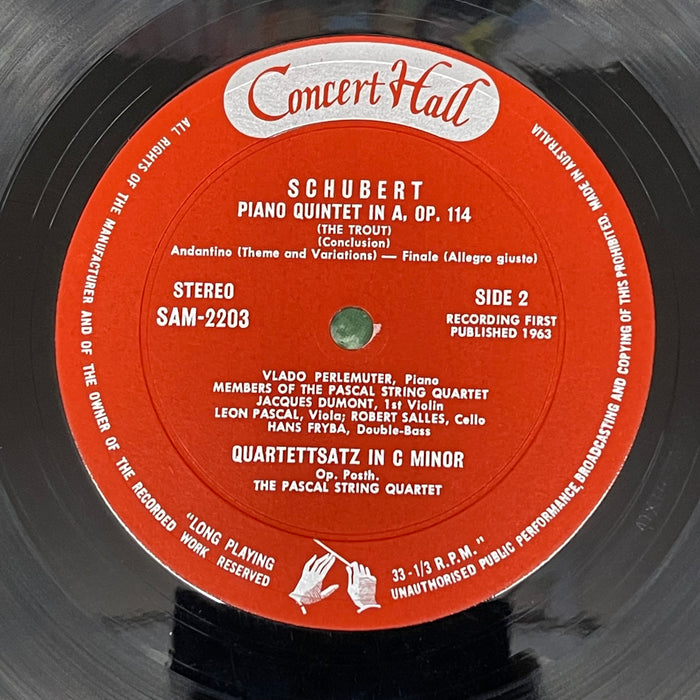 Concert Hall
SCHUBERT
PIANO QUINTET IN A, OP. 114
(THE TROUT)
(Conclusion)
Andantino (Theme and Variations) — Finale (Allegro giusto)
STEREO
SAM-2203
SIDE 2
RECORDING FIRST
PUBLISHED 1963
VLADO PERLEMUTER, Piano
MEMBERS OF THE PASCAL STRING QUARTET
JACQUES DUMONT, 1st Violin
LEON PASCAL, Viola; ROBERT SALLES, Cello
HANS FRYBA, Double-Bass
QUARTETTSATZ IN C MINOR
Op. Posth.
THE PASCAL STRING QUARTET
"LONG PLAYING
33-1/3 R.P.M."
ALL RIGHTS OF THE MANUFACTURER AND OF THE OWNER OF THE RECORDED WORK RESERVED
UNAUTHORISED PUBLIC PERFORMANCE, BROADCASTING AND COPYING OF THIS PROHIBITED. MADE IN AUSTRALIA